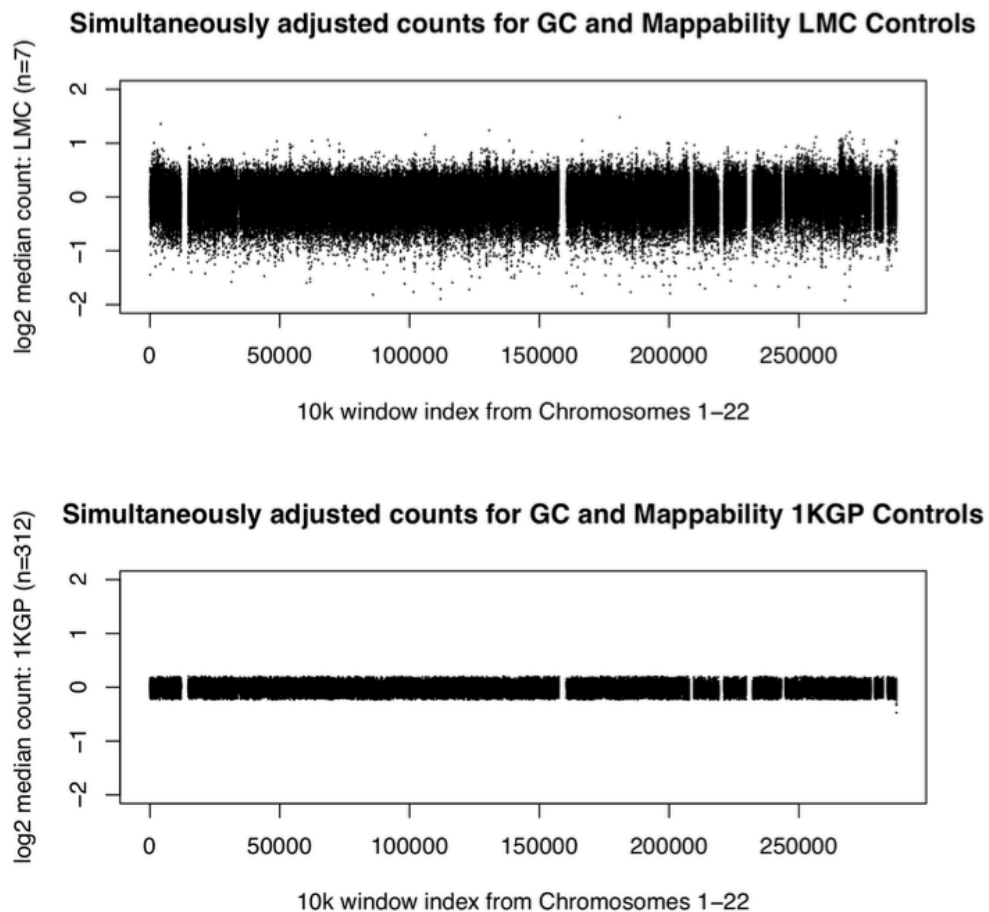 Simultaneously adjusted counts for GC and Mappability LMC Controls
log2 median count: LMC (n=7)
2
1
0
−1
−2
0 50000 100000 150000 200000 250000
10k window index from Chromosomes 1−22
Simultaneously adjusted counts for GC and Mappability 1KGP Controls
log2 median count: 1KGP (n=312)
2
1
0
−1
−2
0 50000 100000 150000 200000 250000
10k window index from Chromosomes 1−22